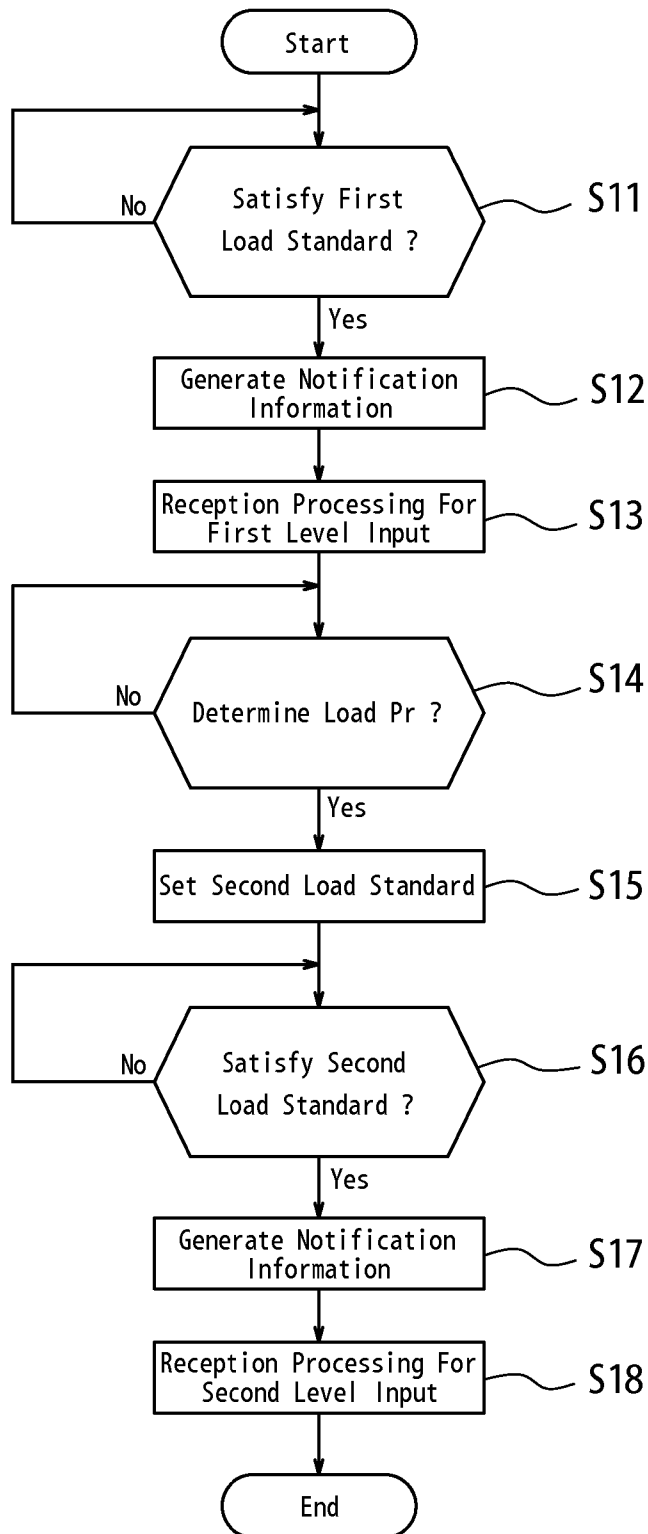 Start
No
Satisfy First
Load Standard ?
S11
Yes
Generate Notification
Information
S12
Reception Processing For
First Level Input
S13
No
Determine Load Pr ?
S14
Yes
Set Second Load Standard
S15
No
Satisfy Second
Load Standard ?
S16
Yes
Generate Notification
Information
S17
Reception Processing For
Second Level Input
S18
End